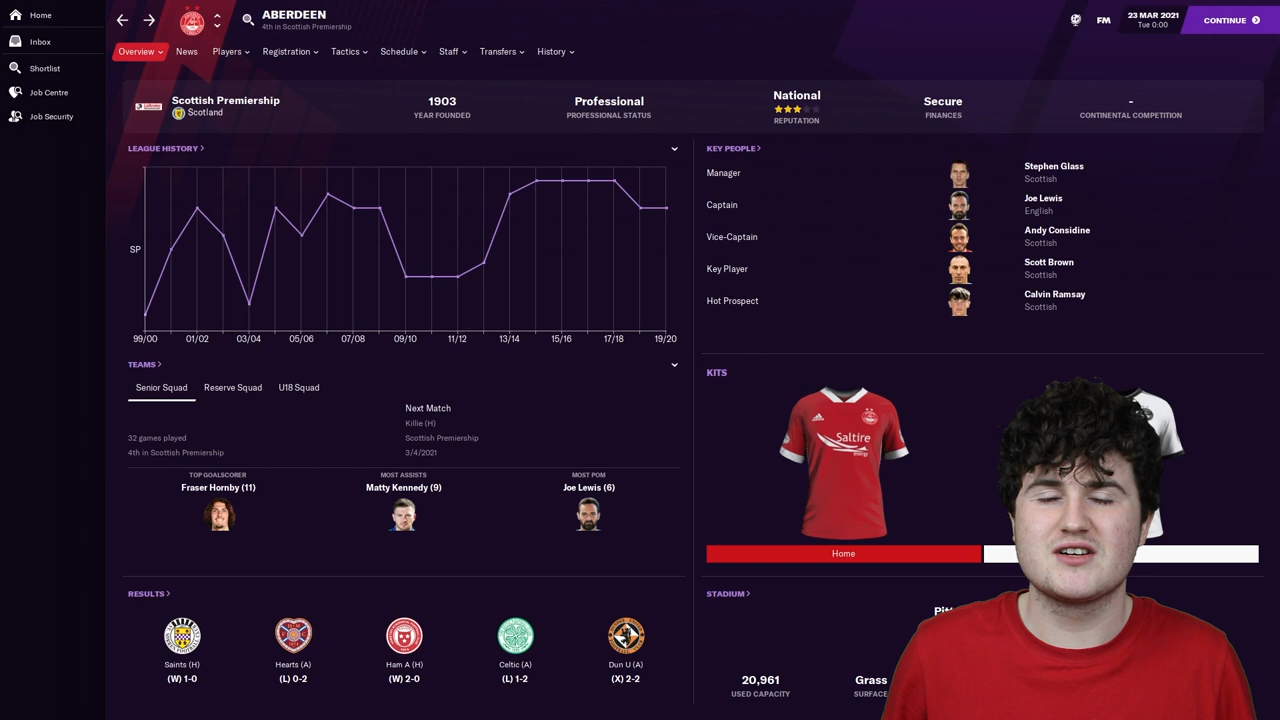 Home
Inbox
Shortlist
Job Centre
Job Security
ABERDEEN
4th in Scottish Premiership
FM
23 MAR 2021
Tue 0:00
CONTINUE
Overview
News
Players
Registration
Tactics
Schedule
Staff
Transfers
History
Scottish Premiership
Scotland
1903
YEAR FOUNDED
Professional
PROFESSIONAL STATUS
National
REPUTATION
Secure
FINANCES
-
CONTINENTAL COMPETITION
LEAGUE HISTORY
SP
99/00
01/02
03/04
05/06
07/08
09/10
11/12
13/14
15/16
17/18
19/20
KEY PEOPLE
Manager
Stephen Glass
Scottish
Captain
Joe Lewis
English
Vice-Captain
Andy Considine
Scottish
Key Player
Scott Brown
Scottish
Hot Prospect
Calvin Ramsay
Scottish
TEAMS
Senior Squad
Reserve Squad
U18 Squad
Next Match
Killie (H)
32 games played
Scottish Premiership
4th in Scottish Premiership
3/4/2021
TOP GOALSCORER
Fraser Hornby (11)
MOST ASSISTS
Matty Kennedy (9)
MOST POM
Joe Lewis (6)
KITS
Saltire
energy
Home
RESULTS
Saints (H)
(W) 1-0
Hearts (A)
(L) 0-2
Ham A (H)
(W) 2-0
Celtic (A)
(L) 1-2
Dun U (A)
(X) 2-2
STADIUM
20,961
USED CAPACITY
Grass